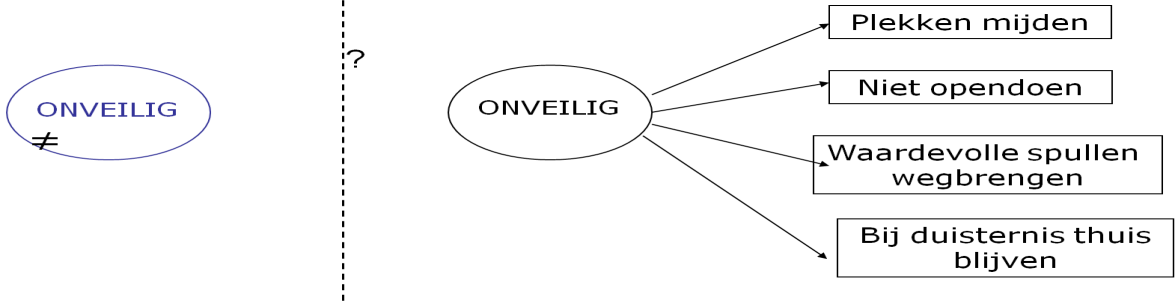 ?
ONVEILIG
≠
ONVEILIG
Plekken mijden
Niet opendoen
Waardevolle spullen
wegbrengen
Bij duisternis thuis
blijven